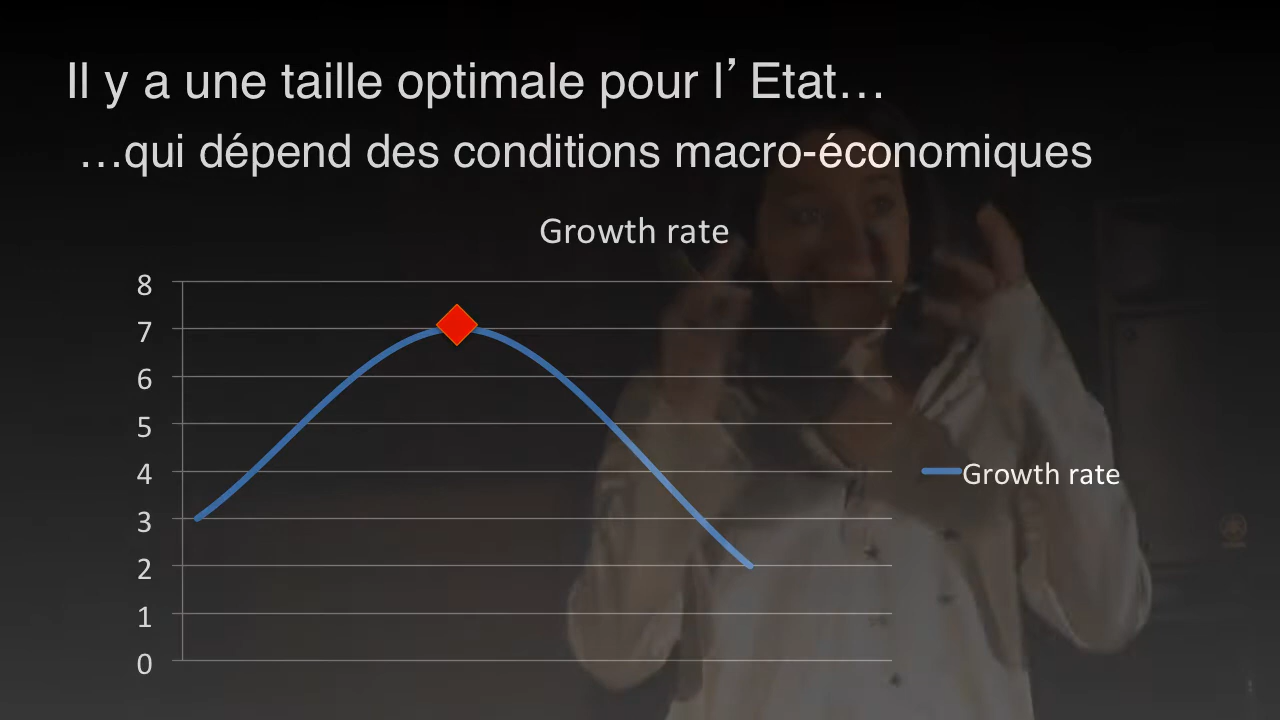 Il y a une taille optimale pour l’ Etat…
…qui dépend des conditions macro-économiques
Growth rate
8
7
6
5
4
3
2
1
0
Growth rate